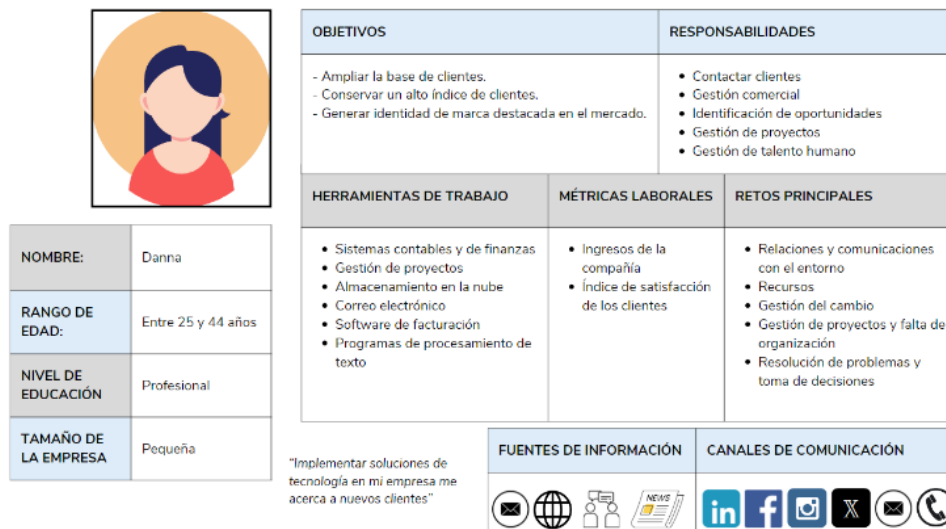 OBJETIVOS
RESPONSABILIDADES
- Ampliar la base de clientes.
- Conservar un alto índice de clientes.
- Generar identidad de marca destacada en el mercado.
• Contactar clientes
• Gestión comercial
• Identificación de oportunidades
• Gestión de proyectos
• Gestión de talento humano
HERRAMIENTAS DE TRABAJO
MÉTRICAS LABORALES
RETOS PRINCIPALES
• Sistemas contables y de finanzas
• Gestión de proyectos
• Almacenamiento en la nube
• Correo electrónico
• Software de facturación
• Programas de procesamiento de
texto
• Ingresos de la
compañía
• Índice de satisfacción
de los clientes
• Relaciones y comunicaciones
con el entorno
• Recursos
• Gestión del cambio
• Gestión de proyectos y falta de
organización
• Resolución de problemas y
toma de decisiones
NOMBRE:
Danna
RANGO DE
EDAD:
Entre 25 y 44 años
NIVEL DE
EDUCACIÓN
Profesional
TAMAÑO DE
LA EMPRESA
Pequeña
"Implementar soluciones de
tecnología en mi empresa me
acerca a nuevos clientes"
FUENTES DE INFORMACIÓN
CANALES DE COMUNICACIÓN
NEWS
in
f
X